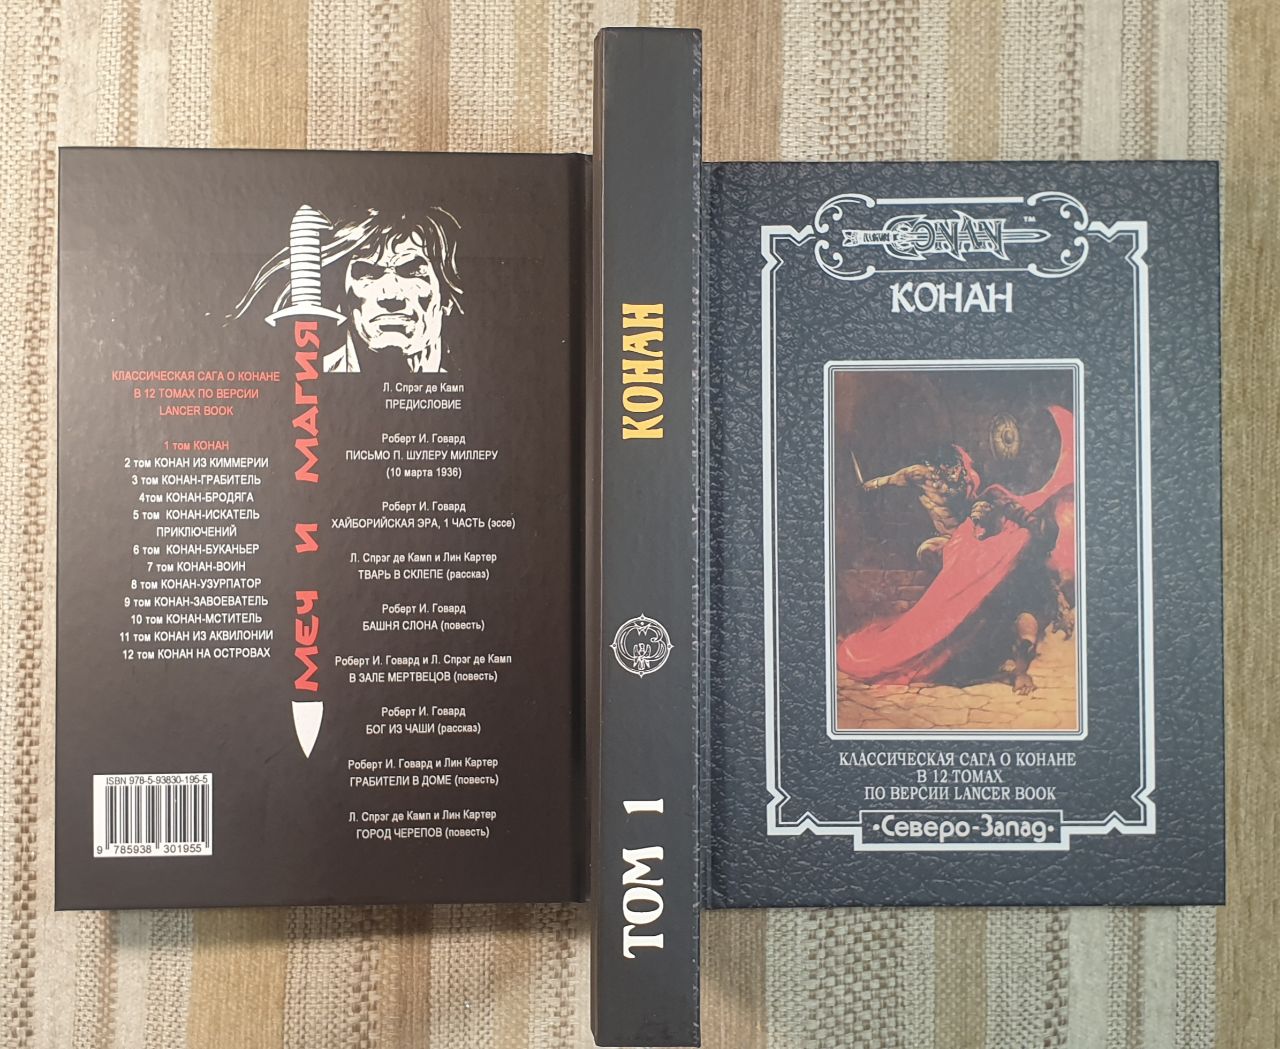 КЛАССИЧЕСКАЯ САГА О КОНАНЕ
В 12 ТОМАХ ПО ВЕРСИИ
LANCER BOOK
1 том КОНАН
2 том КОНАН ИЗ КИММЕРИИ
3 том КОНАН-ГРАБИТЕЛЬ
4том КОНАН-БРОДЯГА
5 том КОНАН-ИСКАТЕЛЬ
ПРИКЛЮЧЕНИЙ
6 том КОНАН-БУКАНЬЕР
7 том КОНАН-ВОИН
8 том КОНАН-УЗУРПАТОР
9 том КОНАН-ЗАВОЕВАТЕЛЬ
10 том КОНАН-МСТИТЕЛЬ
11 том КОНАН ИЗ АКВИЛОНИИ
12 том КОНАН НА ОСТРОВАХ
ISBN 978-5-93830-195-5
9 785938 301955
МЕЧ И МАГИЯ
Л. Спрэг де Камп
ПРЕДИСЛОВИЕ
Роберт И. Говард
ПИСЬМО П. ШУЛЕРУ МИЛЛЕРУ
(10 марта 1936)
Роберт И. Говард
ХАЙБОРИЙСКАЯ ЭРА, 1 ЧАСТЬ (эссе)
Л. Спрэг де Камп и Лин Картер
ТВАРЬ В СКЛЕПЕ (рассказ)
Роберт И. Говард
БАШНЯ СЛОНА (повесть)
Роберт И. Говард и Л. Спрэг де Камп
В ЗАЛЕ МЕРТВЕЦОВ (повесть)
Роберт И. Говард
БОГ ИЗ ЧАШИ (рассказ)
Роберт И. Говард и Лин Картер
ГРАБИТЕЛИ В ДОМЕ (повесть)
Л. Спрэг де Камп и Лин Картер
ГОРОД ЧЕРЕПОВ (повесть)
ТОМ 1
КОНАН
CONAN™
КОНАН
КЛАССИЧЕСКАЯ САГА О КОНАНЕ
В 12 ТОМАХ
ПО ВЕРСИИ LANCER BOOK
•Северо-Запад•